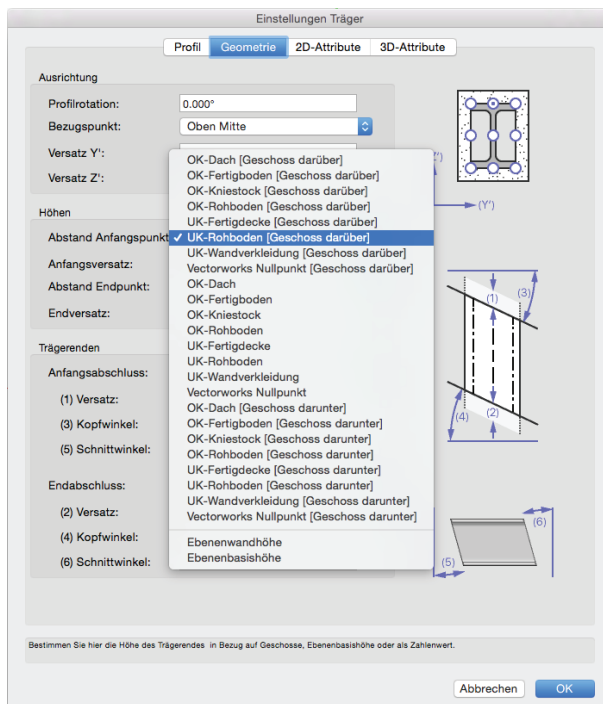 Einstellungen Träger
Profil Geometrie 2D-Attribute 3D-Attribute
Ausrichtung
Profilrotation: 0.000°
Bezugspunkt: Oben Mitte
Versatz Y':
Versatz Z':
Höhen
Abstand Anfangspunkt
Anfangsversatz:
Abstand Endpunkt:
Endversatz:
Trägerenden
Anfangsabschluss:
(1) Versatz:
(3) Kopfwinkel:
(5) Schnittwinkel:
Endabschluss:
(2) Versatz:
(4) Kopfwinkel:
(6) Schnittwinkel:
OK-Dach [Geschoss darüber]
OK-Fertigboden [Geschoss darüber]
OK-Kniestock [Geschoss darüber]
OK-Rohboden [Geschoss darüber]
UK-Fertigdecke [Geschoss darüber]
✓ UK-Rohboden [Geschoss darüber]
UK-Wandverkleidung [Geschoss darüber]
Vectorworks Nullpunkt [Geschoss darüber]
OK-Dach
OK-Fertigboden
OK-Kniestock
OK-Rohboden
UK-Fertigdecke
UK-Rohboden
UK-Wandverkleidung
Vectorworks Nullpunkt
OK-Dach [Geschoss darunter]
OK-Fertigboden [Geschoss darunter]
OK-Kniestock [Geschoss darunter]
OK-Rohboden [Geschoss darunter]
UK-Fertigdecke [Geschoss darunter]
UK-Rohboden [Geschoss darunter]
UK-Wandverkleidung [Geschoss darunter]
Vectorworks Nullpunkt [Geschoss darunter]
Ebenenwandhöhe
Ebenenbasishöhe
(Y')
(1)
(3)
(2)
(4)
(6)
(5)
Bestimmen Sie hier die Höhe des Trägerendes in Bezug auf Geschosse, Ebenenbasishöhe oder als Zahlenwert.
Abbrechen OK